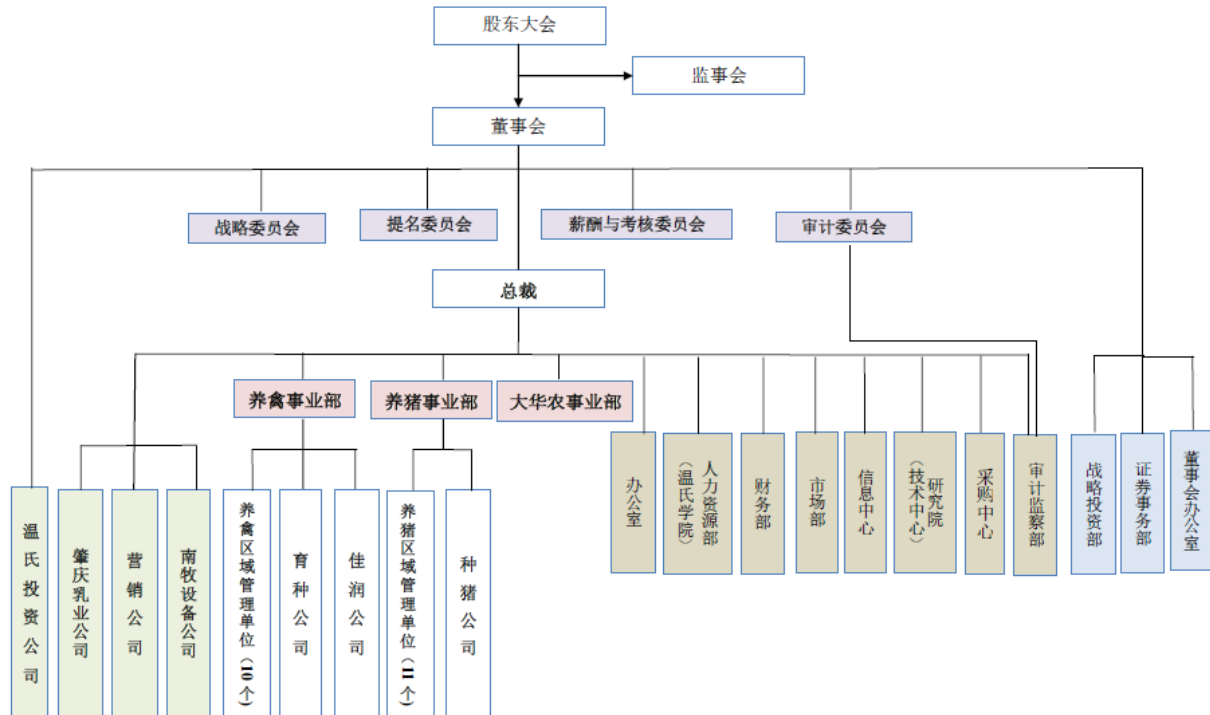 股东大会
监事会
董事会
战略委员会
提名委员会
薪酬与考核委员会
审计委员会
总裁
养禽事业部
养猪事业部
大华农事业部
办公室
人力资源部
（温氏学院）
财务部
市场部
信息中心
研究院
（技术中心）
采购中心
审计监察部
战略投资部
证券事务部
董事会办公室
温氏投资公司
肇庆乳业公司
营销公司
南牧设备公司
养禽区域管理单位（10个）
育种公司
佳润公司
养猪区域管理单位（11个）
种猪公司